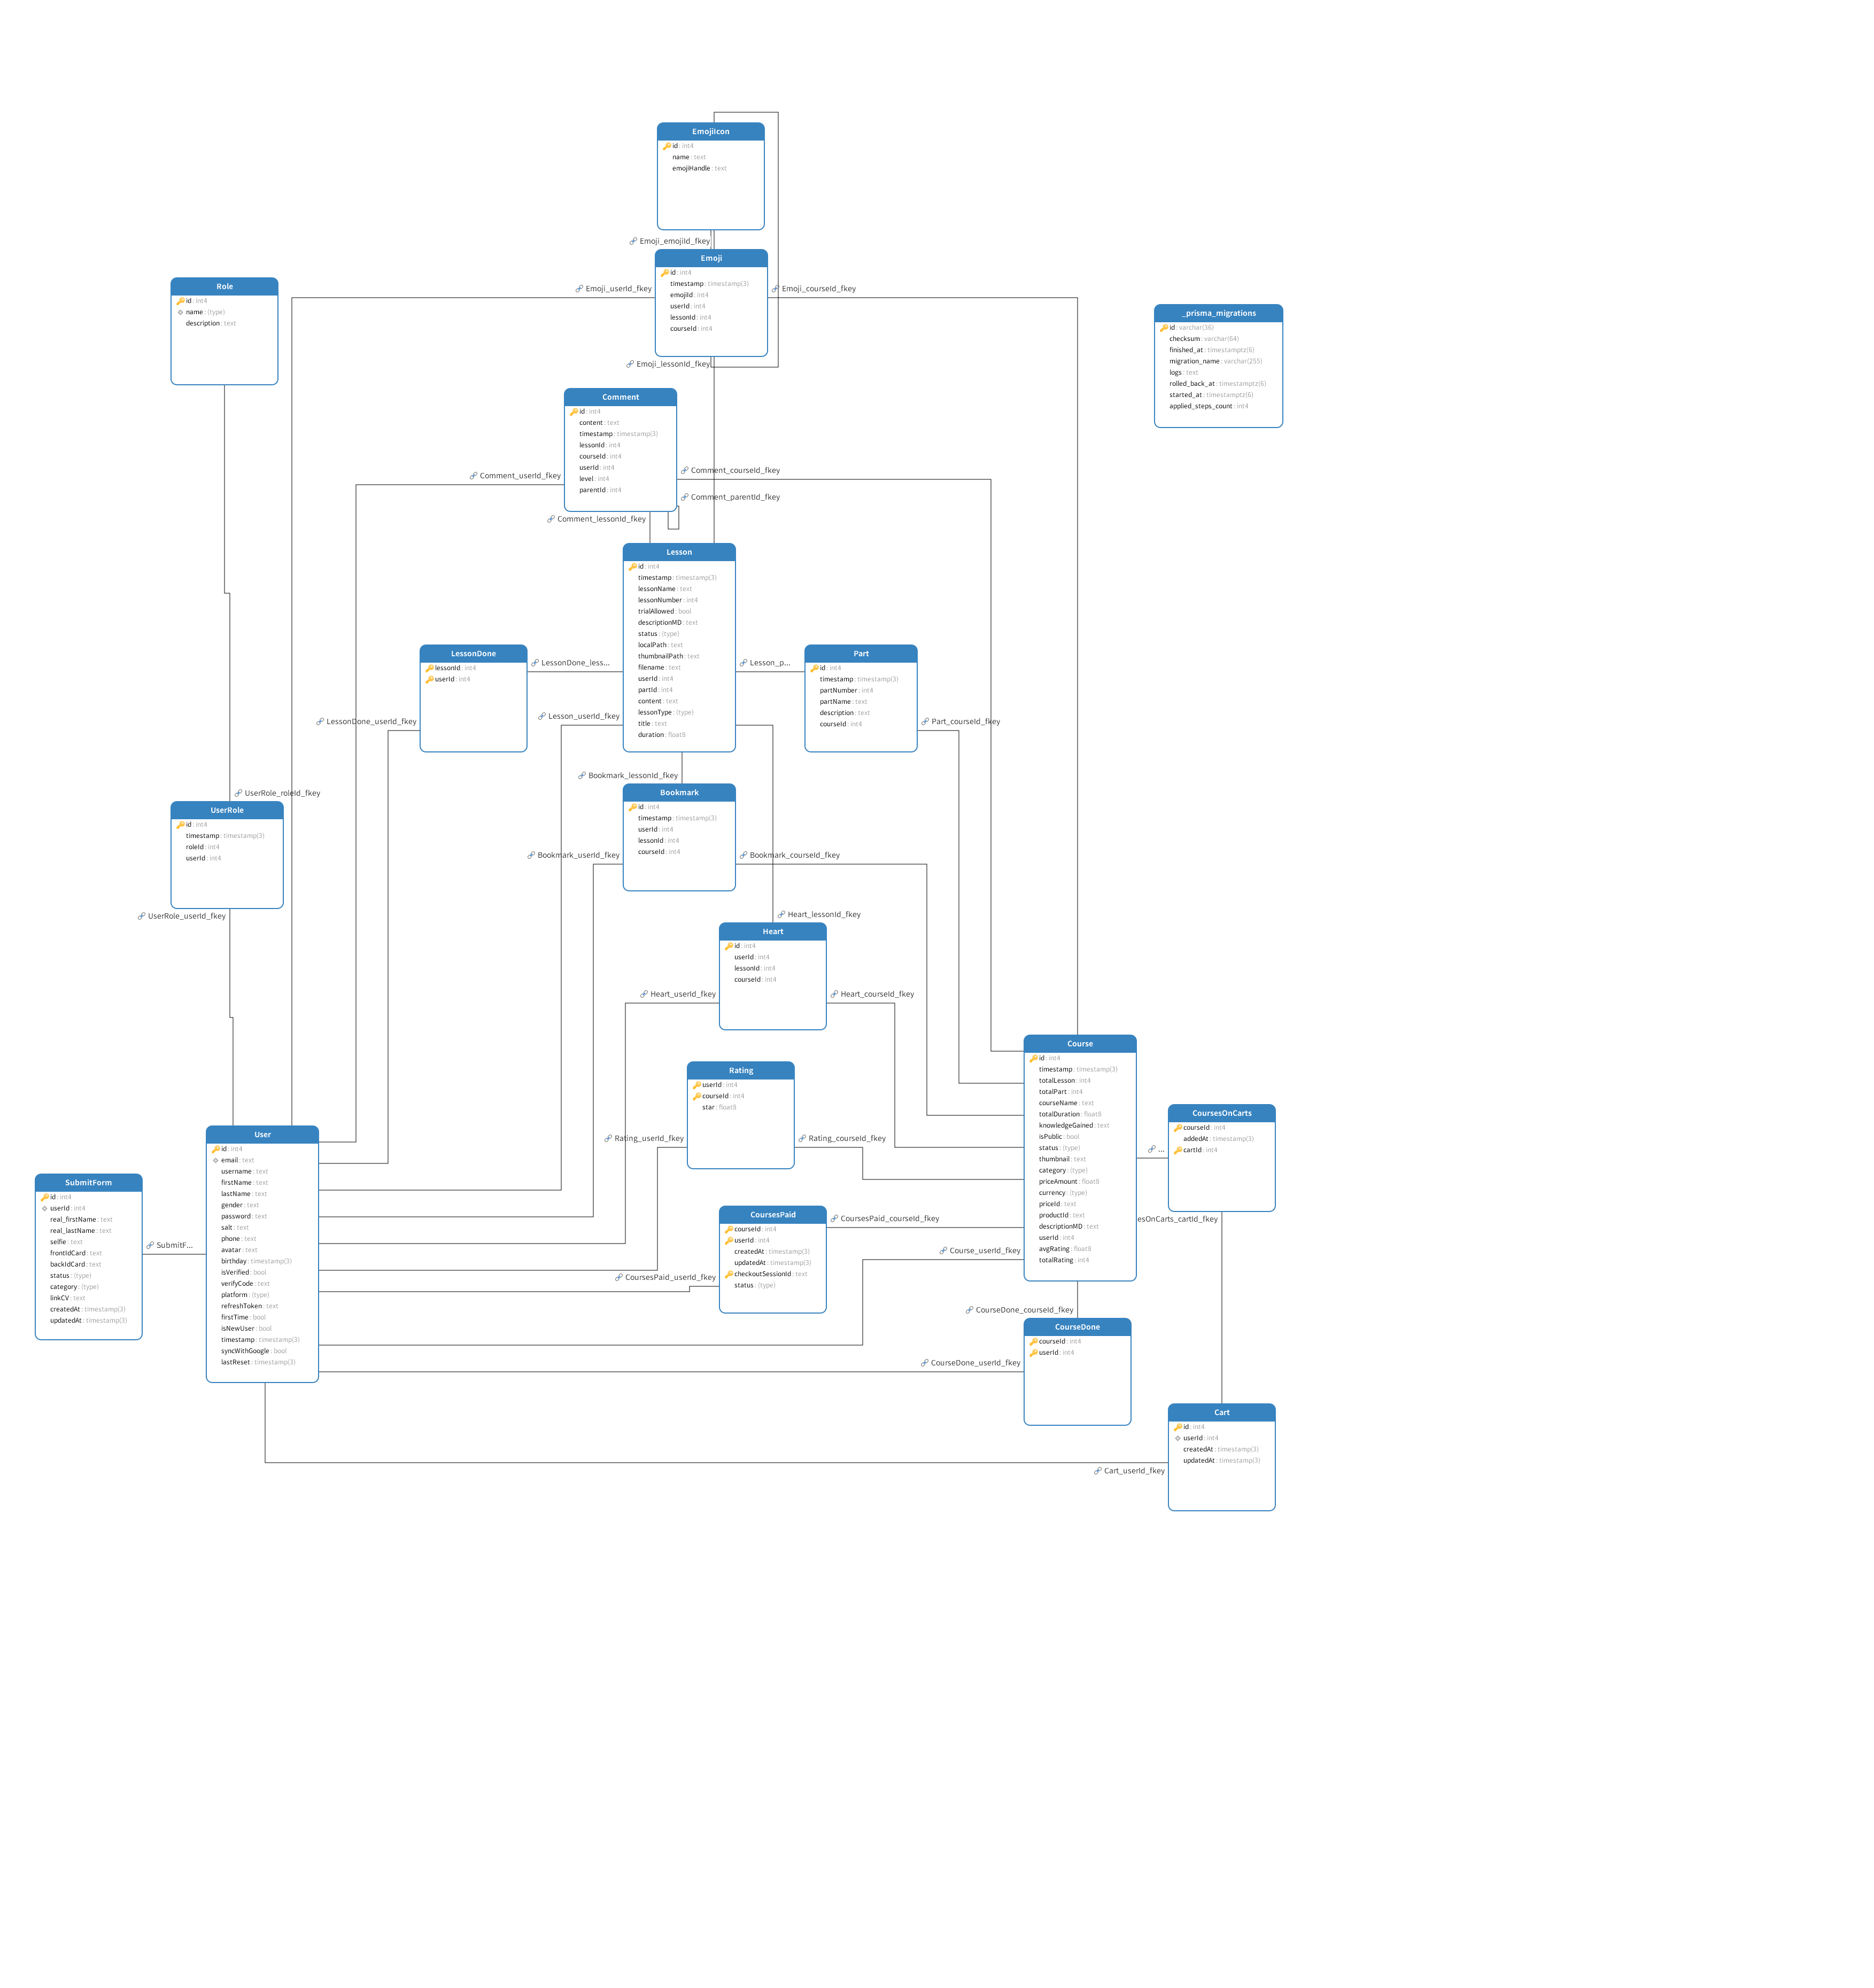 EmojiIcon
id : int4
name : text
emojiHandle : text
Emoji_emojiId_fkey
Emoji
id : int4
timestamp : timestamp(3)
emojiId : int4
userId : int4
lessonId : int4
courseId : int4
Emoji_userId_fkey
Emoji_courseId_fkey
Emoji_lessonId_fkey
Role
id : int4
name : (type)
description : text
_prisma_migrations
id : varchar(36)
checksum : varchar(64)
finished_at : timestamptz(6)
migration_name : varchar(255)
logs : text
rolled_back_at : timestamptz(6)
started_at : timestamptz(6)
applied_steps_count : int4
Comment
id : int4
content : text
timestamp : timestamp(3)
lessonId : int4
courseId : int4
userId : int4
level : int4
parentId : int4
Comment_userId_fkey
Comment_courseId_fkey
Comment_parentId_fkey
Comment_lessonId_fkey
Lesson
id : int4
timestamp : timestamp(3)
lessonName : text
lessonNumber : int4
trialAllowed : bool
descriptionMD : text
status : (type)
localPath : text
thumbnailPath : text
filename : text
userId : int4
partId : int4
content : text
lessonType : (type)
title : text
duration : float8
LessonDone
lessonId : int4
userId : int4
LessonDone_less...
Lesson_p...
LessonDone_userId_fkey
Lesson_userId_fkey
Part
id : int4
timestamp : timestamp(3)
partNumber : int4
partName : text
description : text
courseId : int4
Part_courseId_fkey
Bookmark_lessonId_fkey
UserRole_roleId_fkey
UserRole
id : int4
timestamp : timestamp(3)
roleId : int4
userId : int4
UserRole_userId_fkey
Bookmark
id : int4
timestamp : timestamp(3)
userId : int4
lessonId : int4
courseId : int4
Bookmark_userId_fkey
Bookmark_courseId_fkey
Heart_lessonId_fkey
Heart
id : int4
userId : int4
lessonId : int4
courseId : int4
Heart_userId_fkey
Heart_courseId_fkey
Rating
userId : int4
courseId : int4
star : float8
Rating_userId_fkey
Rating_courseId_fkey
Course
id : int4
timestamp : timestamp(3)
totalLesson : int4
totalPart : int4
courseName : text
totalDuration : float8
knowledgeGained : text
isPublic : bool
status : (type)
thumbnail : text
category : (type)
priceAmount : float8
currency : (type)
priceId : text
productId : text
descriptionMD : text
userId : int4
avgRating : float8
totalRating : int4
CoursesOnCarts
courseId : int4
addedAt : timestamp(3)
cartId : int4
...
esOnCarts_cartId_fkey
User
id : int4
email : text
username : text
firstName : text
lastName : text
gender : text
password : text
salt : text
phone : text
avatar : text
birthday : timestamp(3)
isVerified : bool
verifyCode : text
platform : (type)
refreshToken : text
firstTime : bool
isNewUser : bool
timestamp : timestamp(3)
syncWithGoogle : bool
lastReset : timestamp(3)
SubmitForm
id : int4
userId : int4
real_firstName : text
real_lastName : text
selfie : text
frontIdCard : text
backIdCard : text
status : (type)
category : (type)
linkCV : text
createdAt : timestamp(3)
updatedAt : timestamp(3)
SubmitF...
CoursesPaid
courseId : int4
userId : int4
createdAt : timestamp(3)
updatedAt : timestamp(3)
checkoutSessionId : text
status : (type)
CoursesPaid_courseId_fkey
CoursesPaid_userId_fkey
Course_userId_fkey
CourseDone_courseId_fkey
CourseDone
courseId : int4
userId : int4
CourseDone_userId_fkey
Cart
id : int4
userId : int4
createdAt : timestamp(3)
updatedAt : timestamp(3)
Cart_userId_fkey